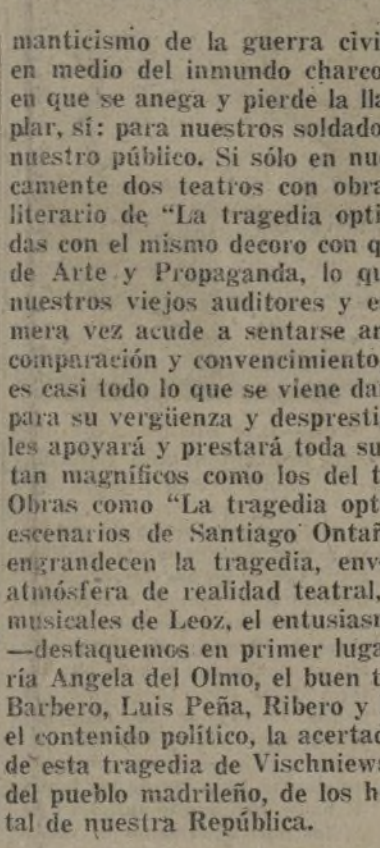 manticismo de la guerra civi
en medio del inmundo charco
en que se anega y pierde la lla
plar, sí: para nuestros soldado
nuestro público. Si sólo en nu
camente dos teatros con obra
literario de “La tragedia opti
das con el mismo decoro con q
de Arte y Propaganda, lo qu
nuestros viejos auditores y e
mera vez acude a sentarse an
comparación y convencimiento
es casi todo lo que se viene da
para su vergüenza y despresti
les apoyará y prestará toda su
tan magníficos como los del t
Obras como “La tragedia opt
escenarios de Santiago Ontañ
engrandecen la tragedia, env
atmósfera de realidad teatral,
musicales de Leoz, el entusiasm
—destaquemos en primer luga
ría Angela del Olmo, el buen t
Barbero, Luis Peña, Ribero y
el contenido político, la acertad
de esta tragedia de Vischniews
del pueblo madrileño, de los h
tal de nuestra República.